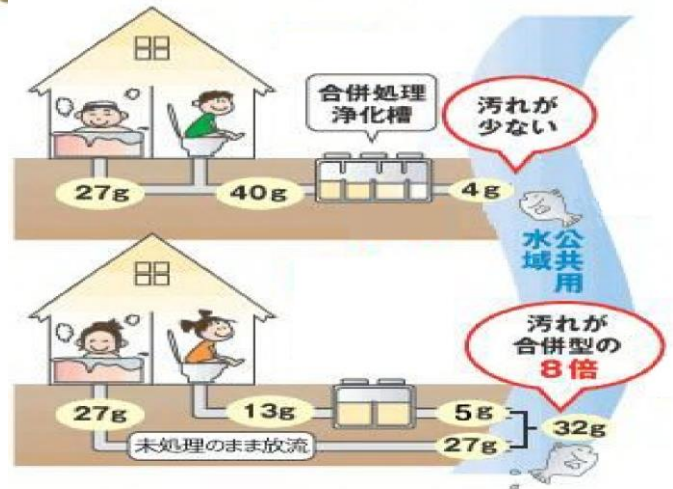 合併処理
浄化槽
汚れが
少ない
27g
40g
4g
公共用
水域
汚れが
合併型の
8倍
27g
13g
5g
32g
未処理のまま放流
27g